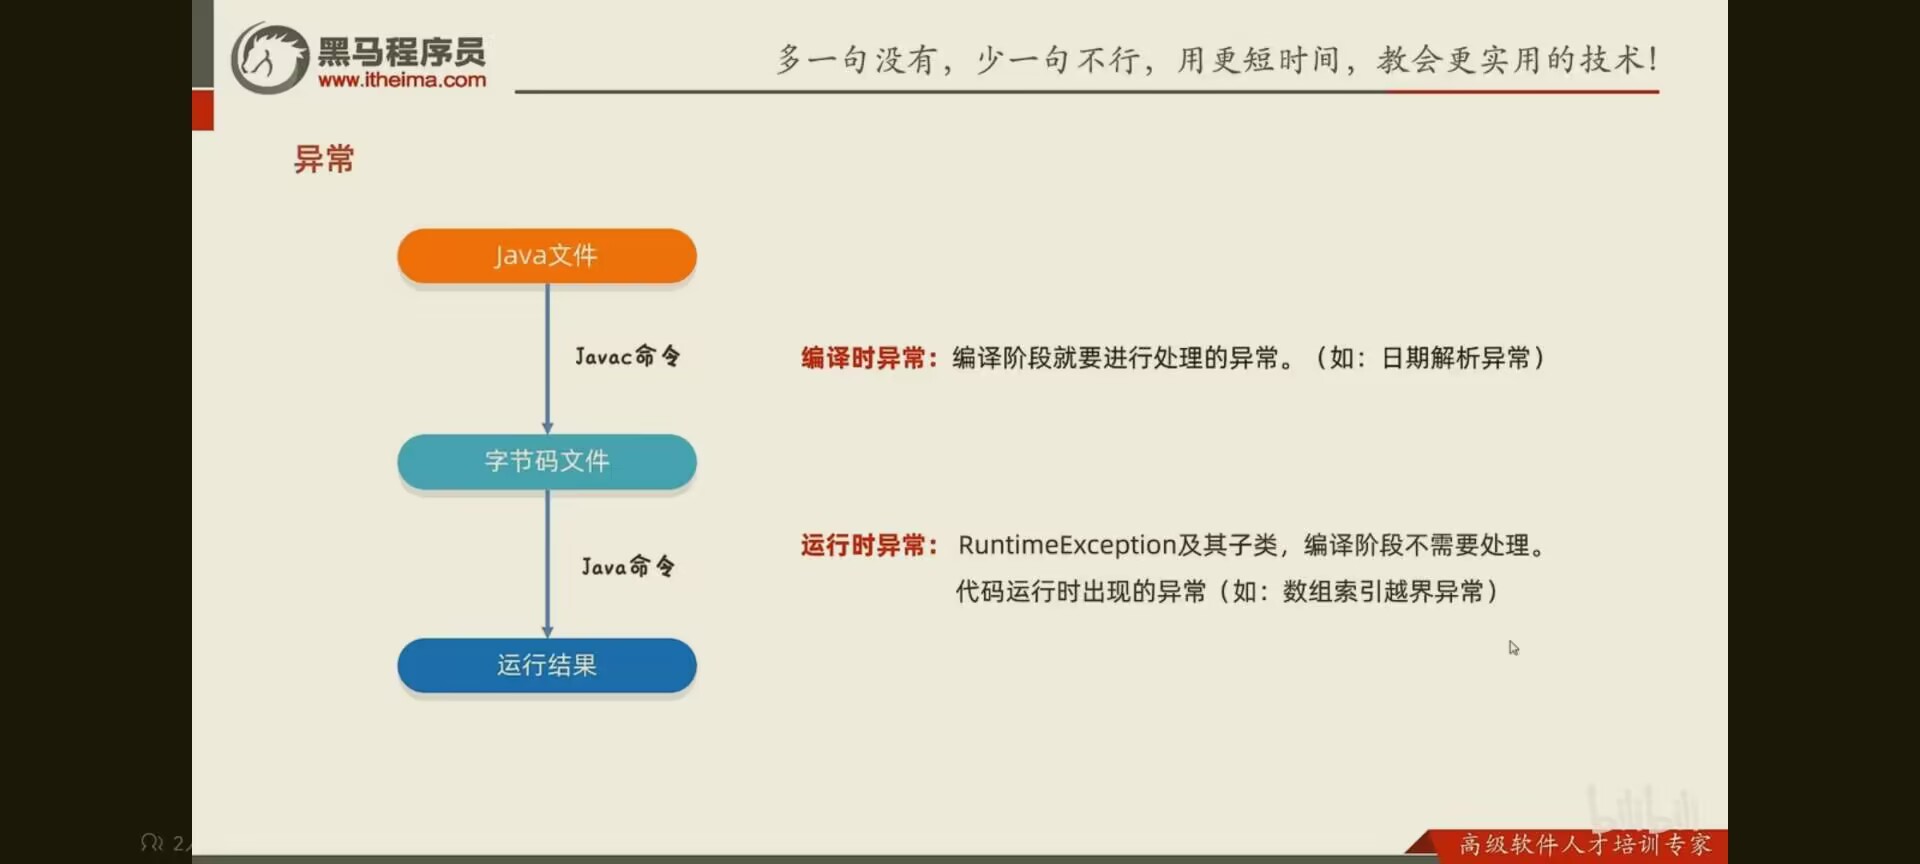 黑马程序员
www.itheima.com
多一句没有，少一句不行，用更短时间，教会更实用的技术！
异常
Java文件
Javac命令
编译时异常：编译阶段就要进行处理的异常。（如：日期解析异常）
字节码文件
运行时异常： RuntimeException及其子类，编译阶段不需要处理。
Java命令
代码运行时出现的异常（如：数组索引越界异常）
运行结果
bilibili
高级软件人才培训专家